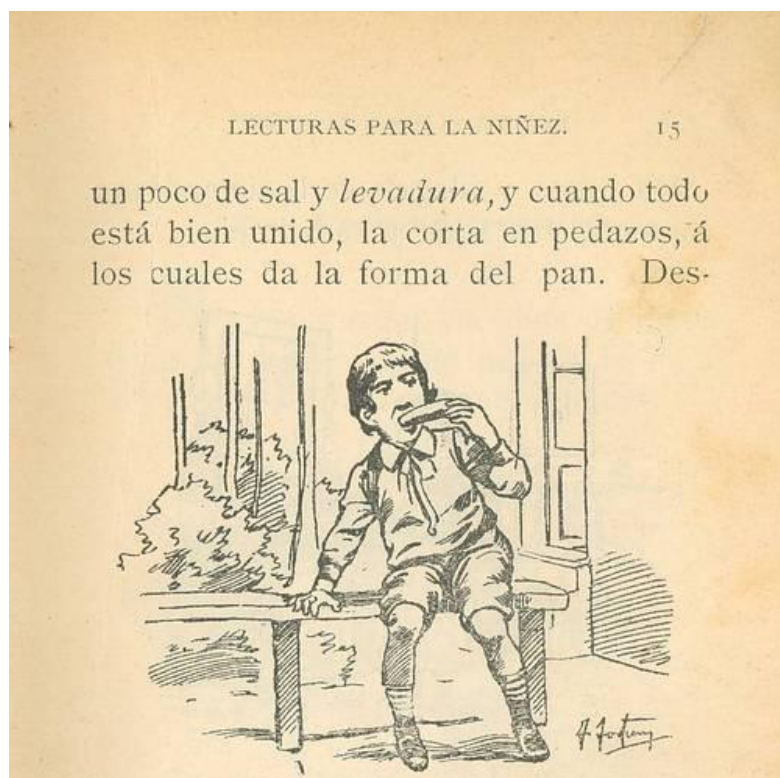 LECTURAS PARA LA NIÑEZ. 15
un poco de sal y levadura, y cuando todo
está bien unido, la corta en pedazos, á
los cuales da la forma del pan. Des-